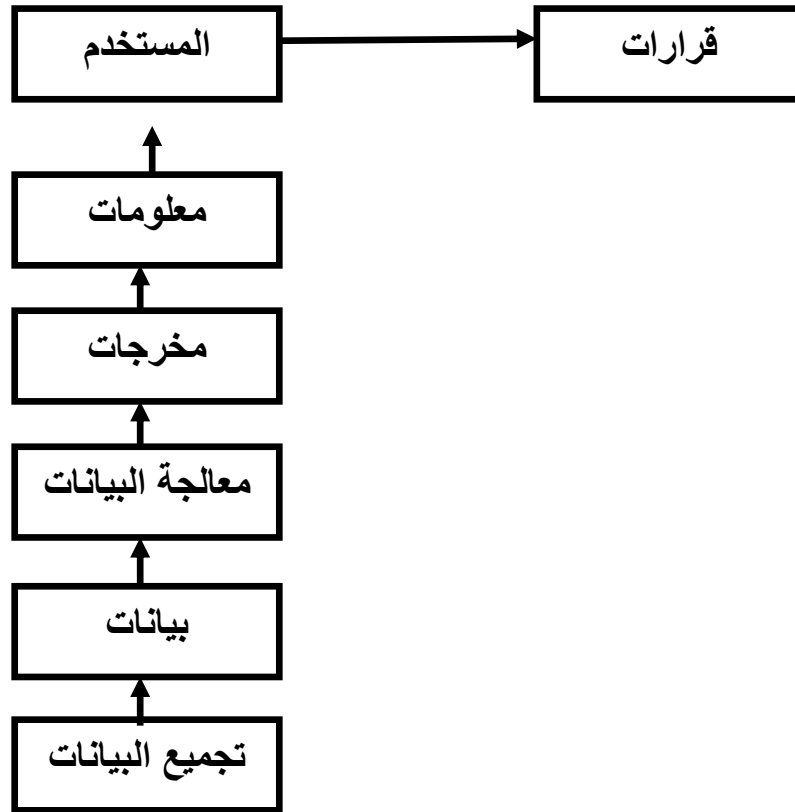 المستخدم
قرارات
معلومات
مخرجات
معالجة البيانات
بيانات
تجميع البيانات